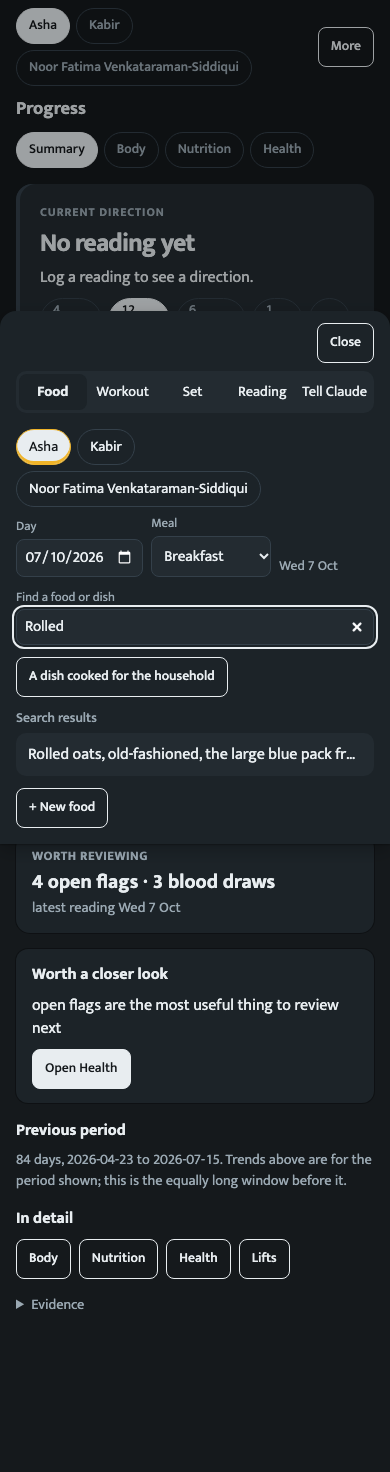 Asha
Kabir
More
Noor Fatima Venkataraman-Siddiqui
Progress
Summary
Body
Nutrition
Health
CURRENT DIRECTION
No reading yet
Log a reading to see a direction.
4
12
6
1
Close
Food
Workout
Set
Reading
Tell Claude
Asha
Kabir
Noor Fatima Venkataraman-Siddiqui
Day
Meal
07/10/2026
Breakfast
Wed 7 Oct
Find a food or dish
Rolled
A dish cooked for the household
Search results
Rolled oats, old-fashioned, the large blue pack fr…
+ New food
WORTH REVIEWING
4 open flags · 3 blood draws
latest reading Wed 7 Oct
Worth a closer look
open flags are the most useful thing to review
next
Open Health
Previous period
84 days, 2026-04-23 to 2026-07-15. Trends above are for the
period shown; this is the equally long window before it.
In detail
Body
Nutrition
Health
Lifts
Evidence